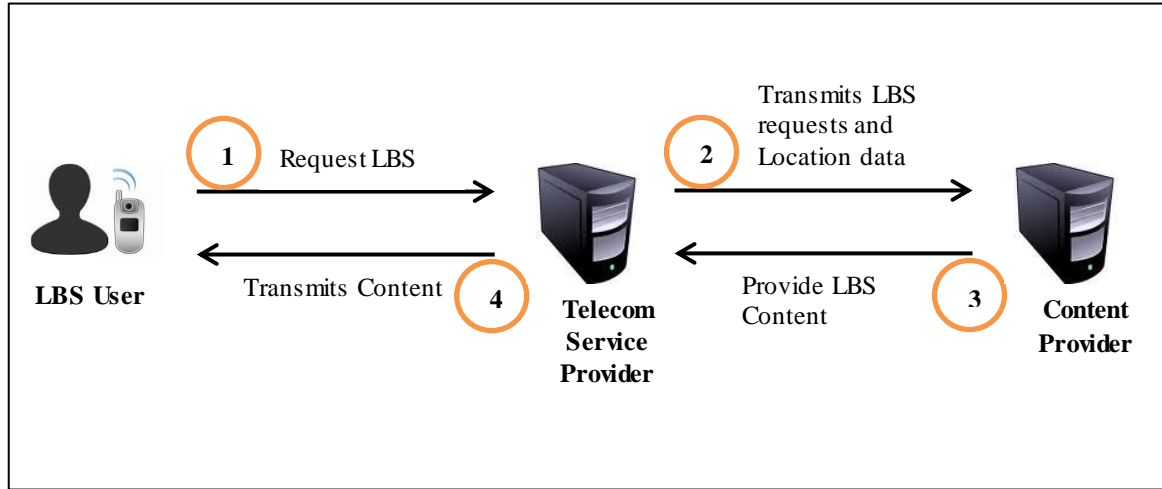 1
Request LBS
2
Transmits LBS
requests and
Location data
LBS User
Transmits Content
4
Telecom
Service
Provider
Provide LBS
Content
3
Content
Provider